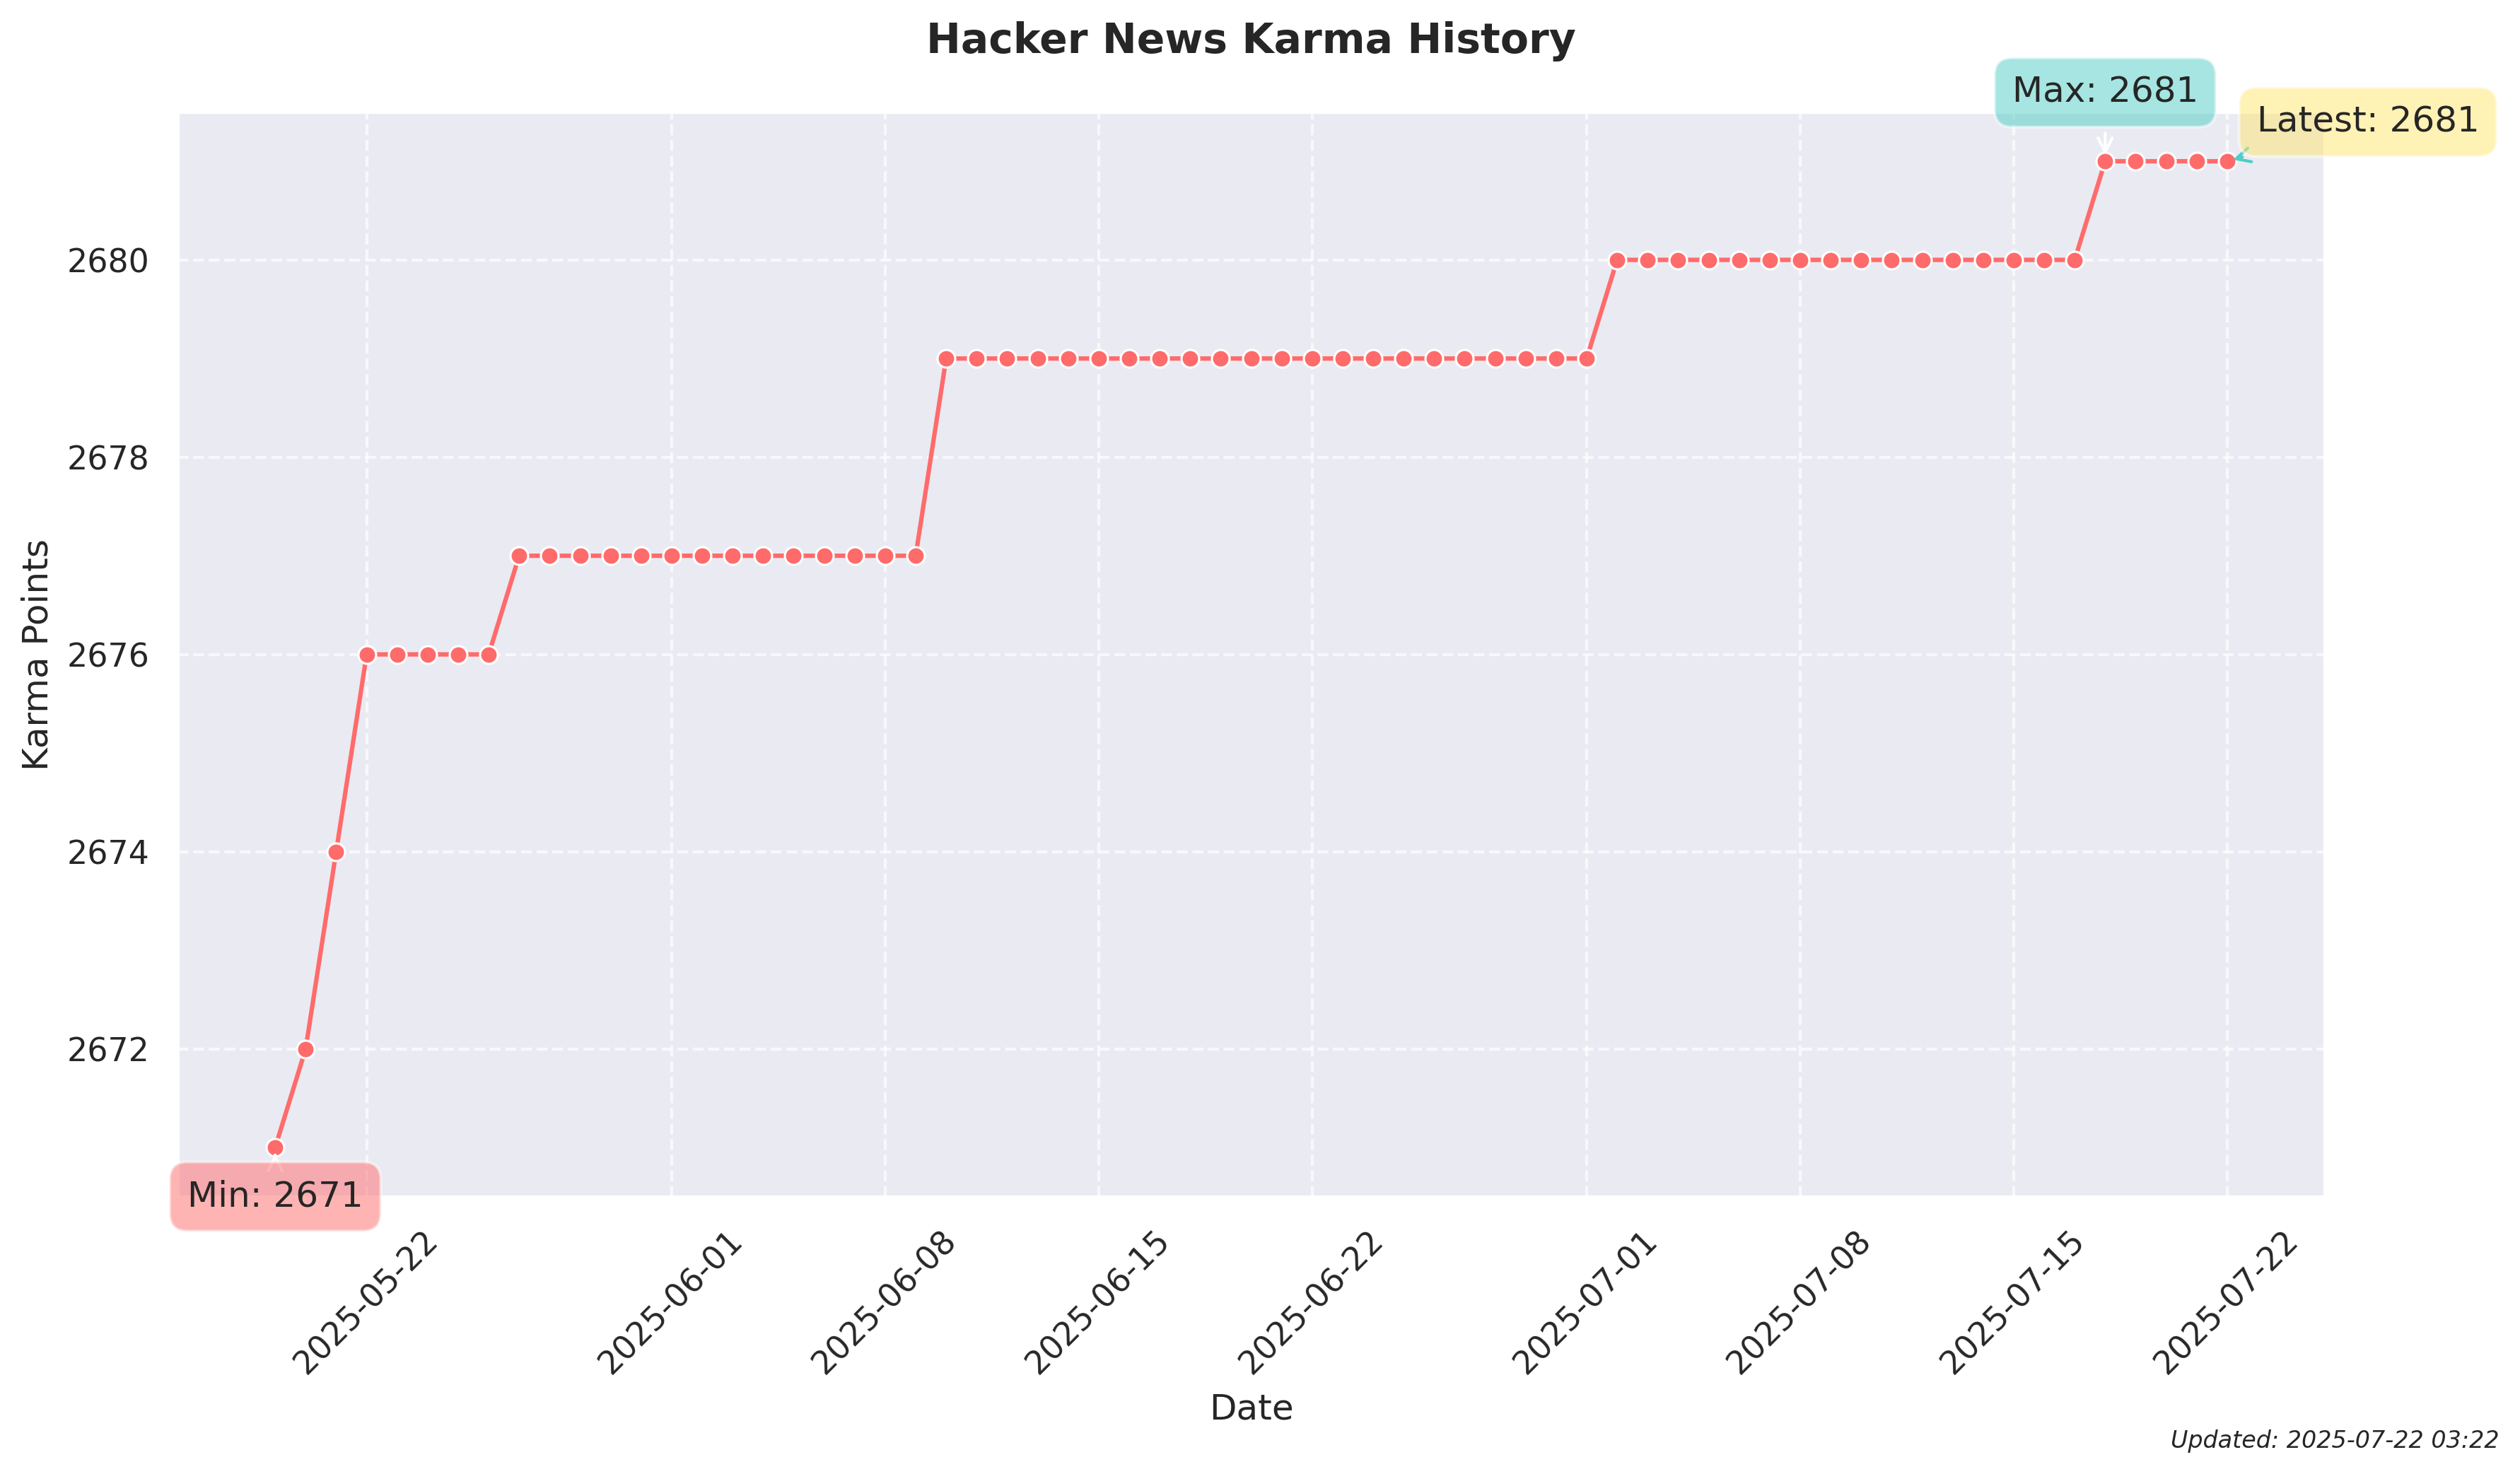 Hacker News Karma History
Max: 2681
Latest: 2681
2680
2678
2676
2674
2672
Karma Points
Min: 2671
2025-05-22
2025-06-01
2025-06-08
2025-06-15
2025-06-22
2025-07-01
2025-07-08
2025-07-15
2025-07-22
Date
Updated: 2025-07-22 03:22